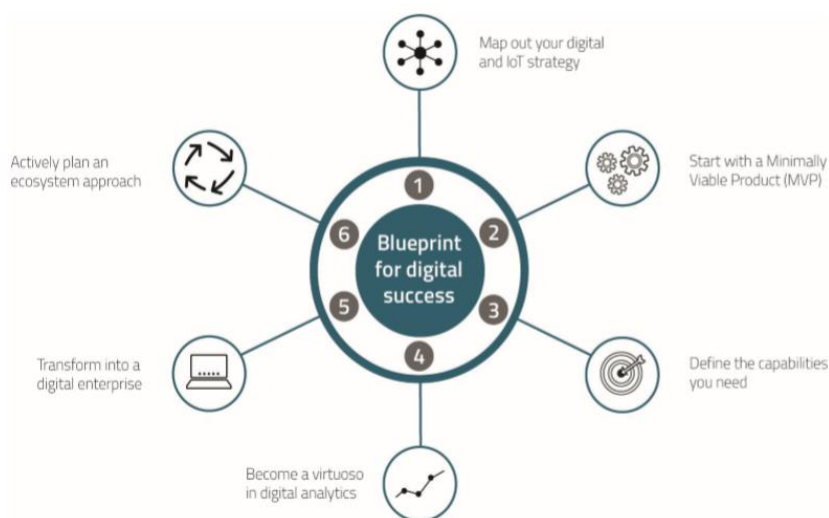 Map out your digital
and IoT strategy
Actively plan an
ecosystem approach
Start with a Minimally
Viable Product (MVP)
1
6
2
Blueprint
for digital
success
5
3
4
Transform into a
digital enterprise
Define the capabilities
you need
Become a virtuoso
in digital analytics